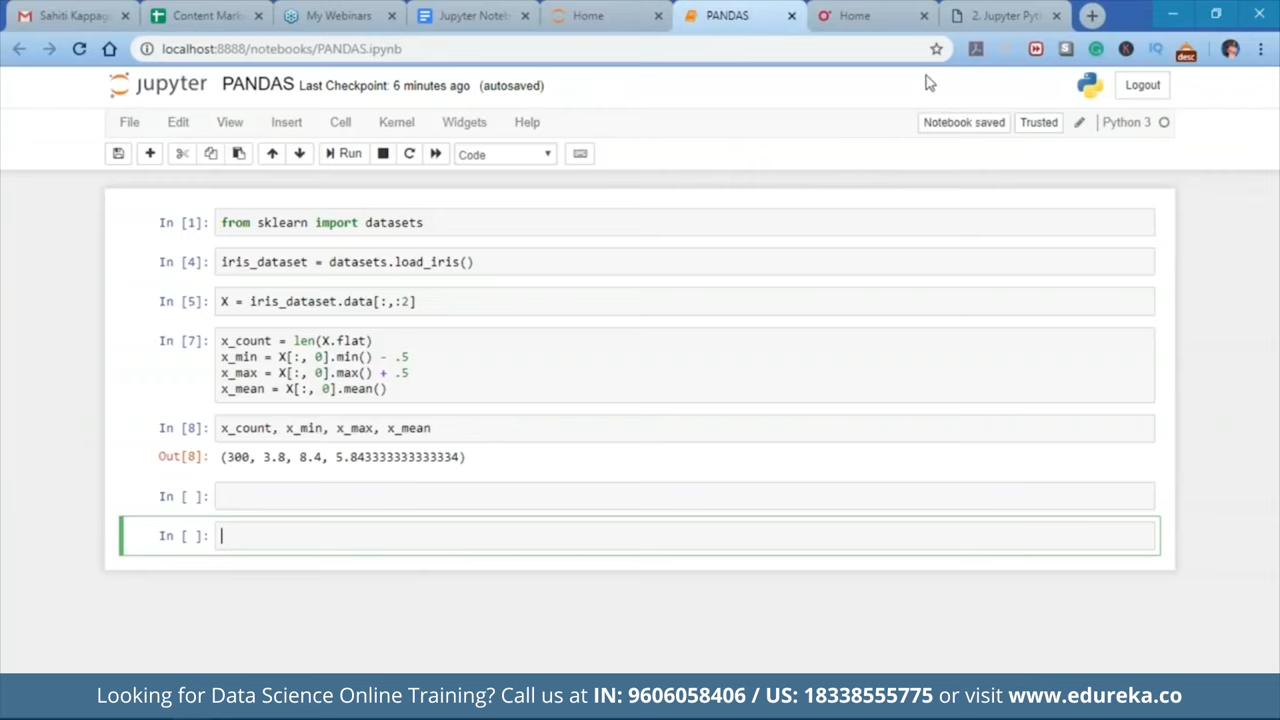 Sahiti Kappag
Content Mark
My Webinars
Jupyter Note
Home
PANDAS
Home
2. Jupyter Pyt
localhost:8888/notebooks/PANDAS.ipynb
IQ
desc
jupyter PANDAS Last Checkpoint: 6 minutes ago (autosaved)
Logout
File Edit View Insert Cell Kernel Widgets Help
Notebook saved Trusted Python 3
Run Code
In [1]: from sklearn import datasets
In [4]: iris_dataset = datasets.load_iris()
In [5]: X = iris_dataset.data[:,:2]
In [7]: x_count = len(X.flat)
x_min = X[:, 0].min() - .5
x_max = X[:, 0].max() + .5
x_mean = X[:, 0].mean()
In [8]: x_count, x_min, x_max, x_mean
Out[8]: (300, 3.8, 8.4, 5.843333333333334)
In [ ]:
In [ ]:
Looking for Data Science Online Training? Call us at IN: 9606058406 / US: 18338555775 or visit www.edureka.co